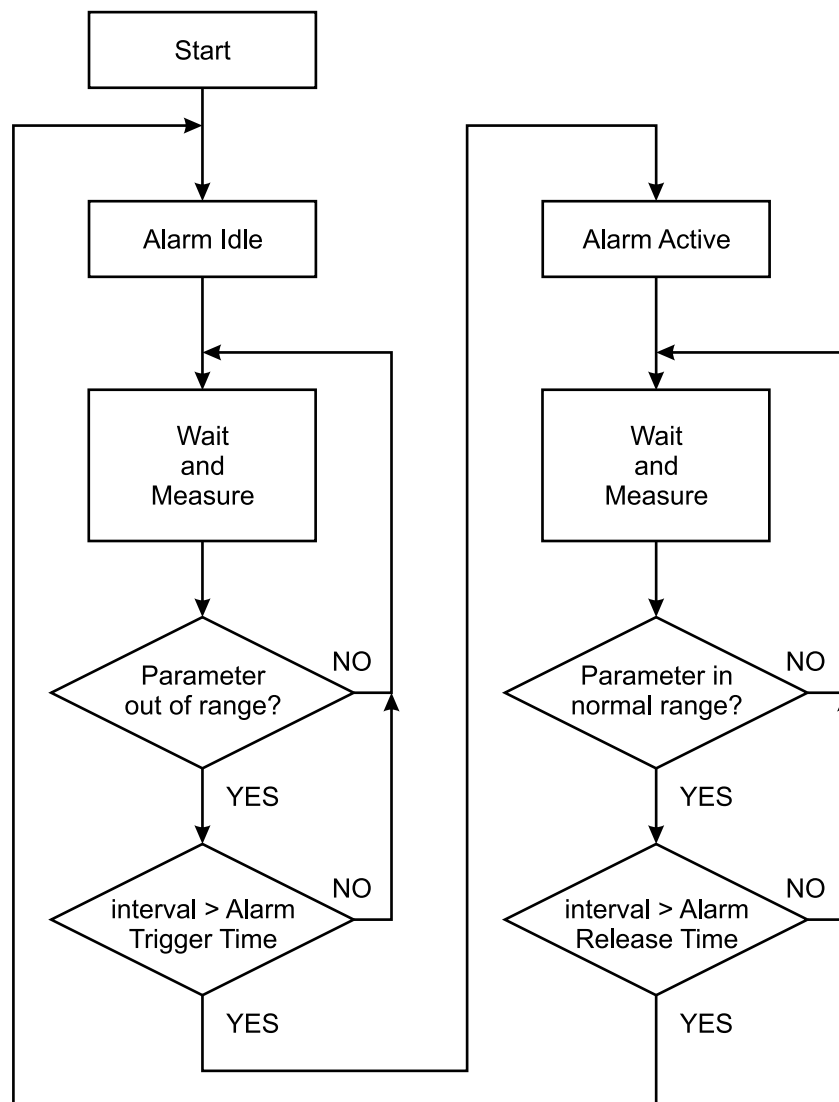 Start
Alarm Idle
Wait
and
Measure
Parameter
out of range?
NO
YES
interval > Alarm
Trigger Time
NO
YES
Alarm Active
Wait
and
Measure
Parameter in
normal range?
NO
YES
interval > Alarm
Release Time
NO
YES